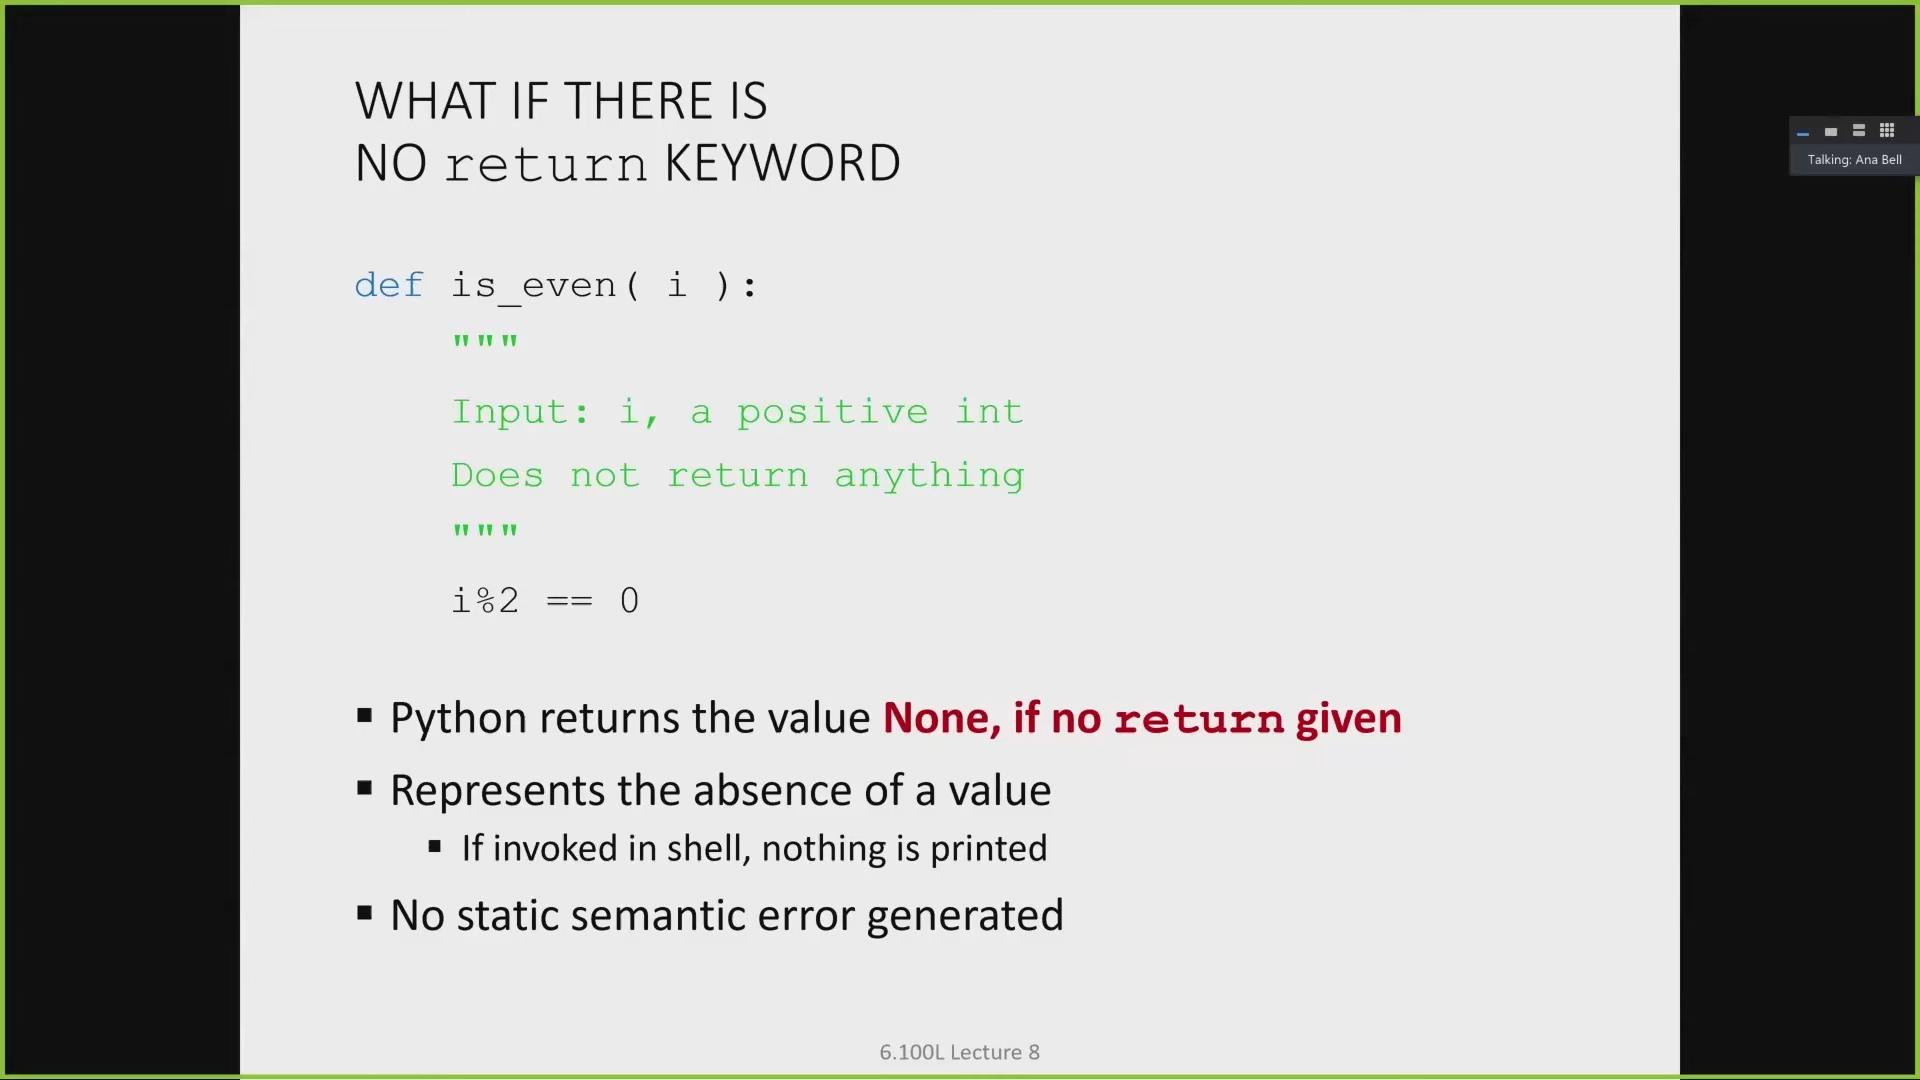 WHAT IF THERE IS
NO return KEYWORD
Talking: Ana Bell
def is_even( i ):
"""
Input: i, a positive int
Does not return anything
"""
i%2 == 0
▪ Python returns the value None, if no return given
▪ Represents the absence of a value
▪ If invoked in shell, nothing is printed
▪ No static semantic error generated
6.100L Lecture 8